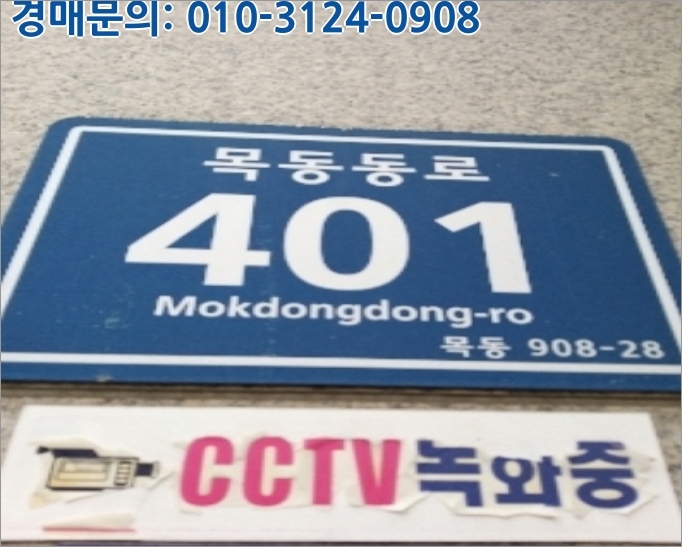 경매문의: 010-3124-0908
목동동로
401
Mokdongdong-ro
목동 908-28
CCTV녹화중